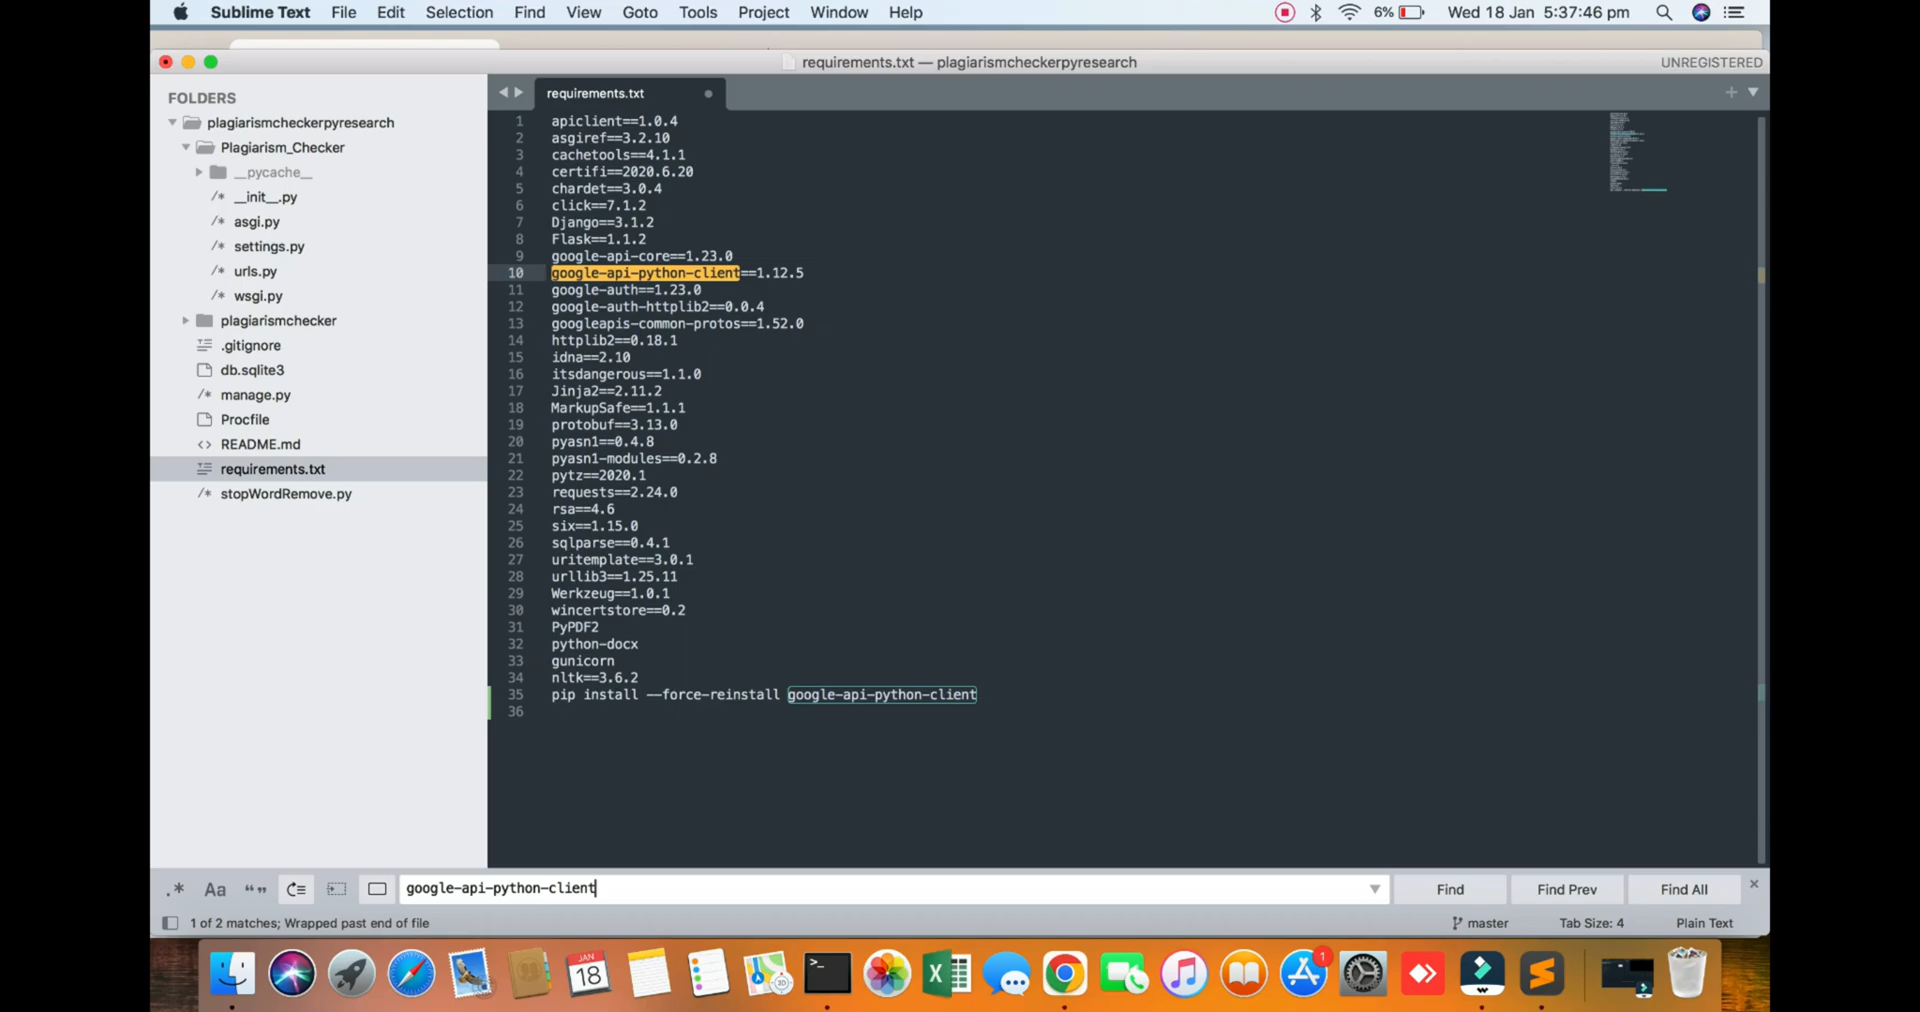 Sublime Text File Edit Selection Find View Goto Tools Project Window Help 6% Wed 18 Jan 5:37:46 pm
requirements.txt — plagiarismcheckerpyresearch UNREGISTERED
FOLDERS
plagiarismcheckerpyresearch
Plagiarism_Checker
__pycache__
/* __init__.py
/* asgi.py
/* settings.py
/* urls.py
/* wsgi.py
plagiarismchecker
.gitignore
db.sqlite3
/* manage.py
Procfile
<> README.md
requirements.txt
/* stopWordRemove.py
requirements.txt
1 apiclient==1.0.4
2 asgiref==3.2.10
3 cachetools==4.1.1
4 certifi==2020.6.20
5 chardet==3.0.4
6 click==7.1.2
7 Django==3.1.2
8 Flask==1.1.2
9 google-api-core==1.23.0
10 google-api-python-client==1.12.5
11 google-auth==1.23.0
12 google-auth-httplib2==0.0.4
13 googleapis-common-protos==1.52.0
14 httplib2==0.18.1
15 idna==2.10
16 itsdangerous==1.1.0
17 Jinja2==2.11.2
18 MarkupSafe==1.1.1
19 protobuf==3.13.0
20 pyasn1==0.4.8
21 pyasn1-modules==0.2.8
22 pytz==2020.1
23 requests==2.24.0
24 rsa==4.6
25 six==1.15.0
26 sqlparse==0.4.1
27 uritemplate==3.0.1
28 urllib3==1.25.11
29 Werkzeug==1.0.1
30 wincertstore==0.2
31 PyPDF2
32 python-docx
33 gunicorn
34 nltk==3.6.2
35 pip install --force-reinstall google-api-python-client
36
.* Aa “” google-api-python-client Find Find Prev Find All
1 of 2 matches; Wrapped past end of file master Tab Size: 4 Plain Text
JAN
18
>_
3D
X
1